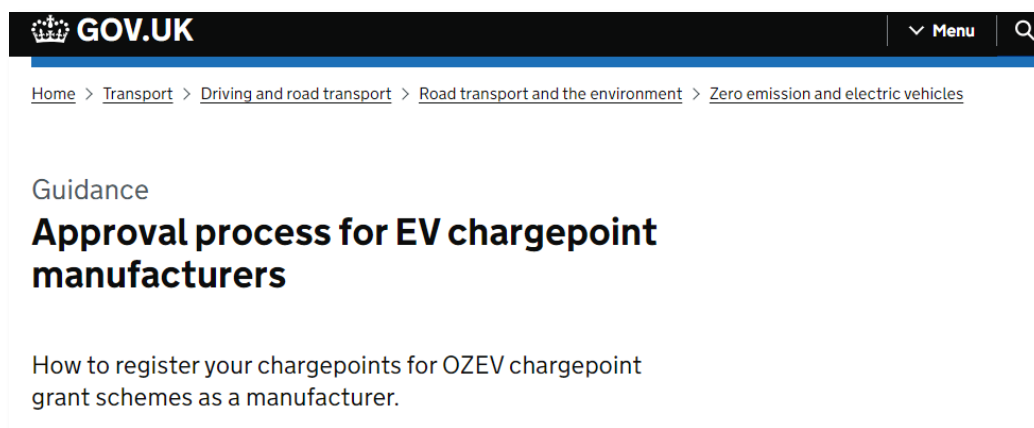 GOV.UK
Menu
Home > Transport > Driving and road transport > Road transport and the environment > Zero emission and electric vehicles
Guidance
Approval process for EV chargepoint
manufacturers
How to register your chargepoints for OZEV chargepoint
grant schemes as a manufacturer.